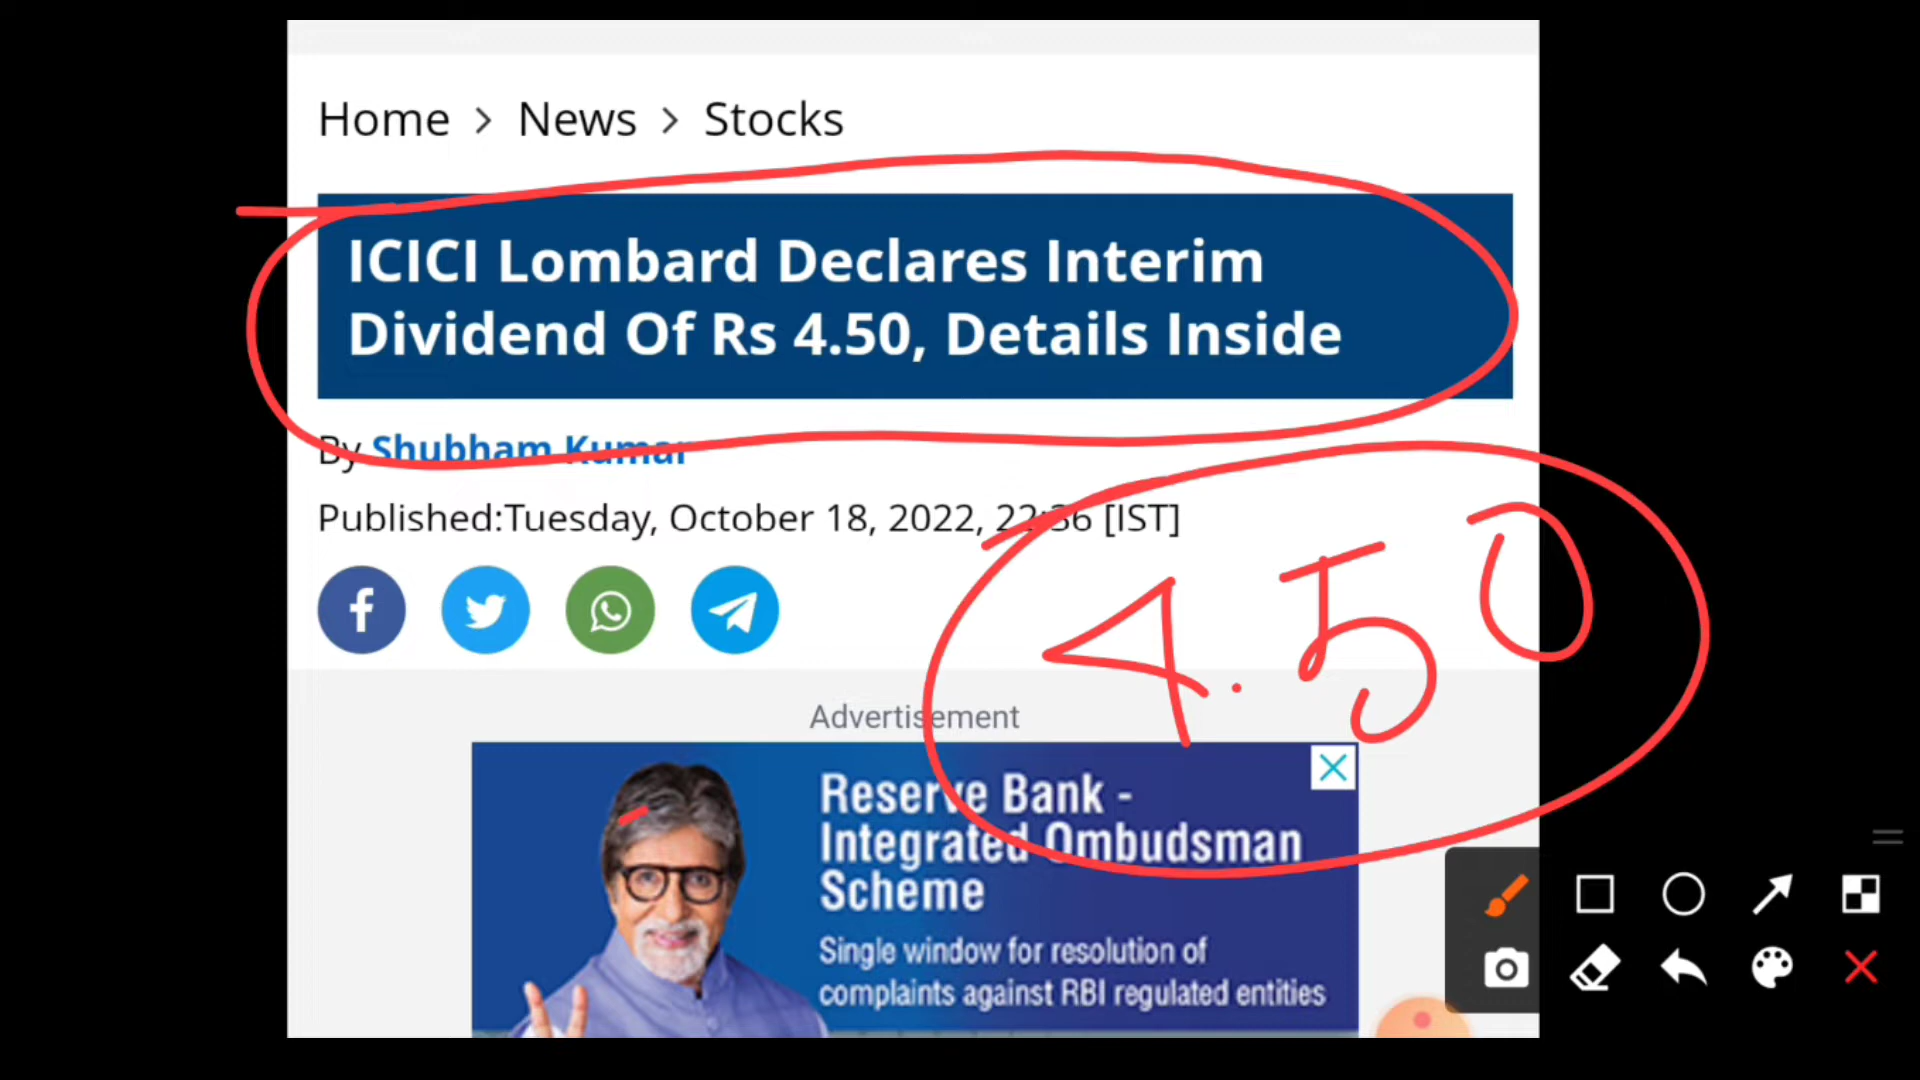 Home > News > Stocks
ICICI Lombard Declares Interim
Dividend Of Rs 4.50, Details Inside
By Shubham Kumar
Published:Tuesday, October 18, 2022, 22:36 [IST]
4.50
Advertisement
Reserve Bank -
Integrated Ombudsman
Scheme
Single window for resolution of
complaints against RBI regulated entities